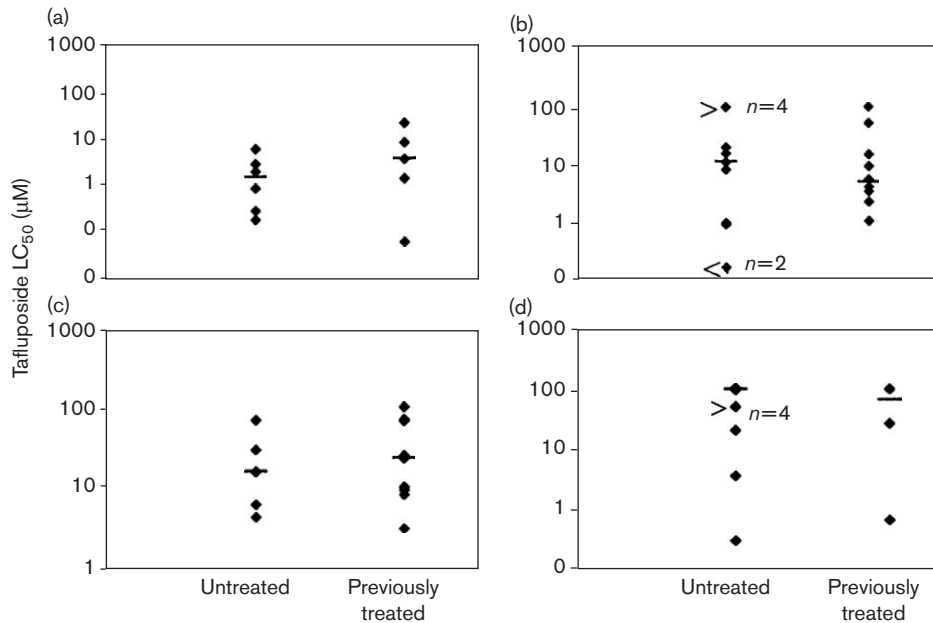 (a)
1000
100
10
1
0
0
(b)
1000
100
10
1
0
> n=4
< n=2
Tafluposide LC50 (μM)
(c)
1000
100
10
1
Untreated
Previously
treated
(d)
1000
100
10
1
0
> n=4
Untreated
Previously
treated